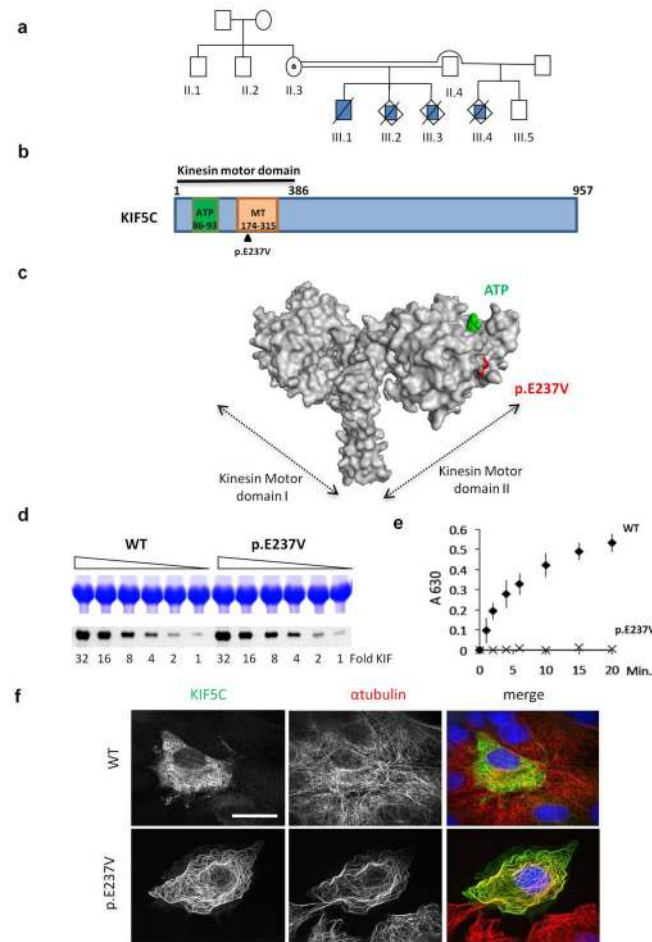 a
II.1 II.2 II.3 II.4
III.1 III.2 III.3 III.4 III.5
b
Kinesin motor domain
1 386 957
KIF5C
ATP MT
86-93 174-315
p.E237V
c
ATP
p.E237V
Kinesin Motor
domain I
Kinesin Motor
domain II
d
WT p.E237V
32 16 8 4 2 1 32 16 8 4 2 1 Fold KIF
e
WT
0.6
0.5
0.4
0.3
0.2
0.1
0
A 630
p.E237V
0 5 10 15 20 Min.
f
KIF5C αtubulin merge
WT
p.E237V